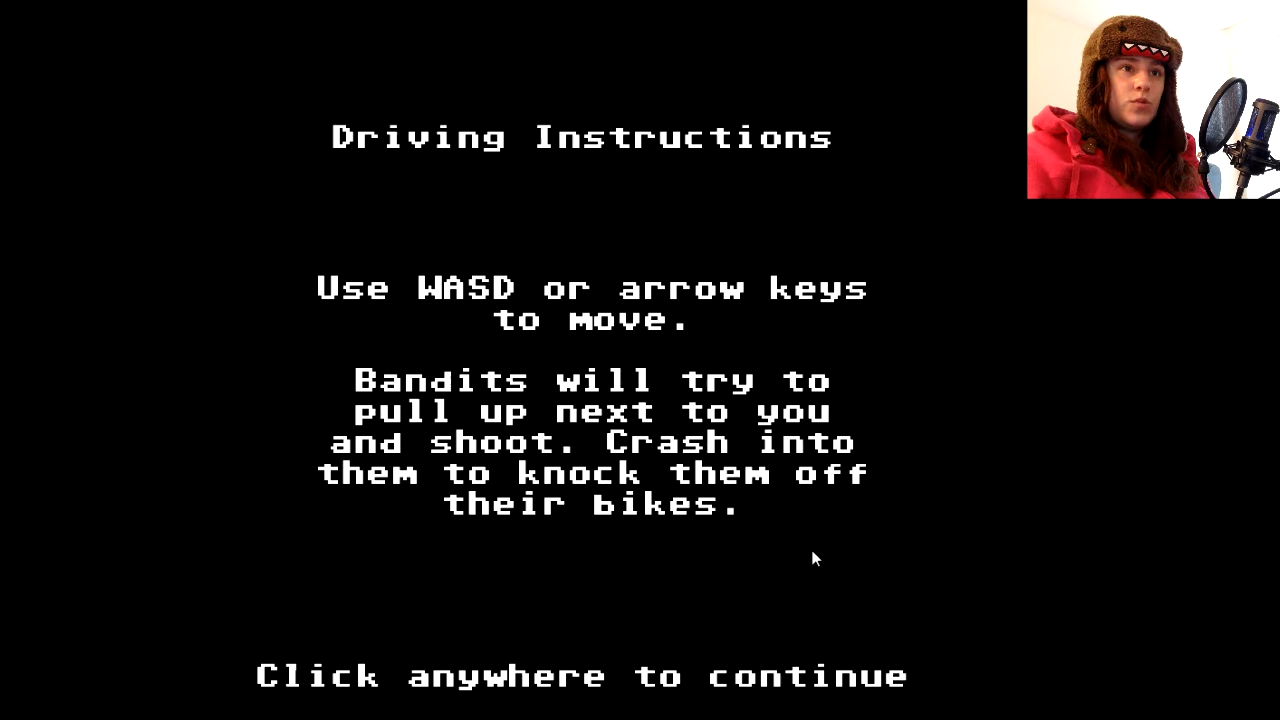 Driving Instructions
Use WASD or arrow keys
to move.
Bandits will try to
pull up next to you
and shoot. Crash into
them to knock them off
their bikes.
Click anywhere to continue